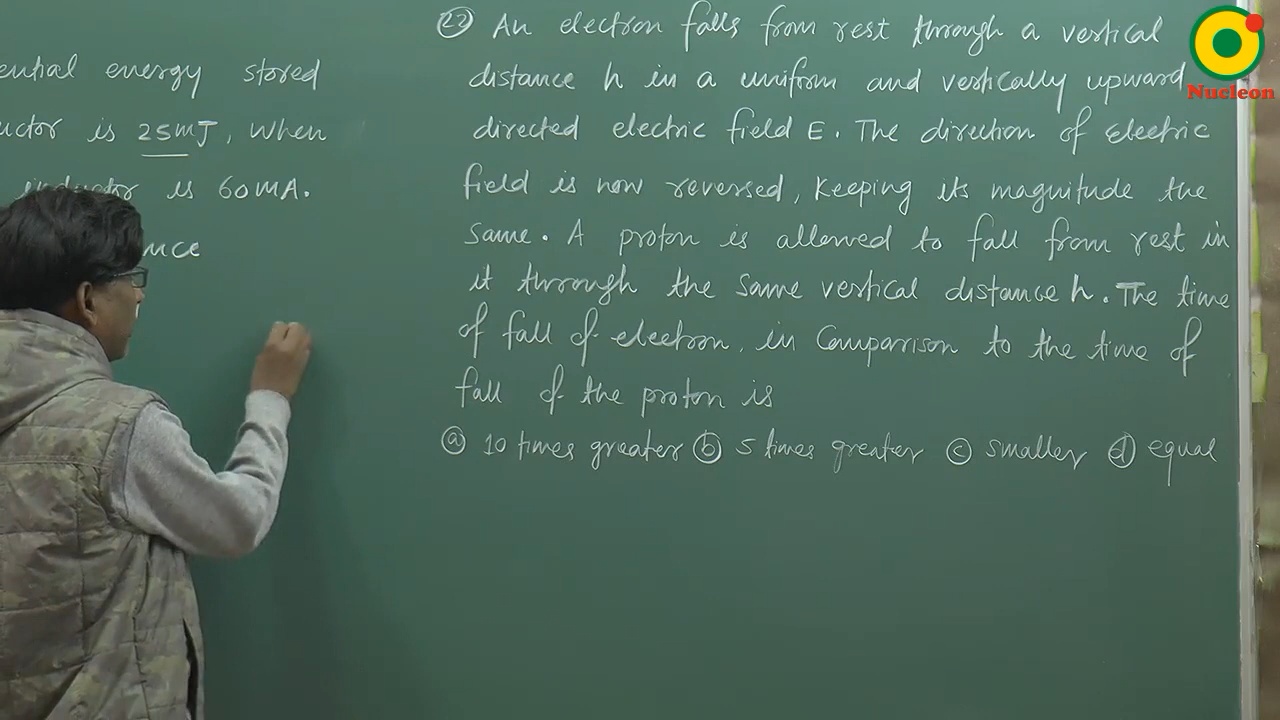 ential energy stored
uctor is 25mJ, when
inductor is 60mA.
nce
22 An electron falls from rest through a vertical
distance h in a uniform and vertically upward
directed electric field E. The direction of electric
field is now reversed, keeping its magnitude the
same. A proton is allowed to fall from rest in
it through the same vertical distance h. The time
of fall of electron, in comparison to the time of
fall of the proton is
a 10 times greater b 5 times greater c smaller d equal
Nucleon